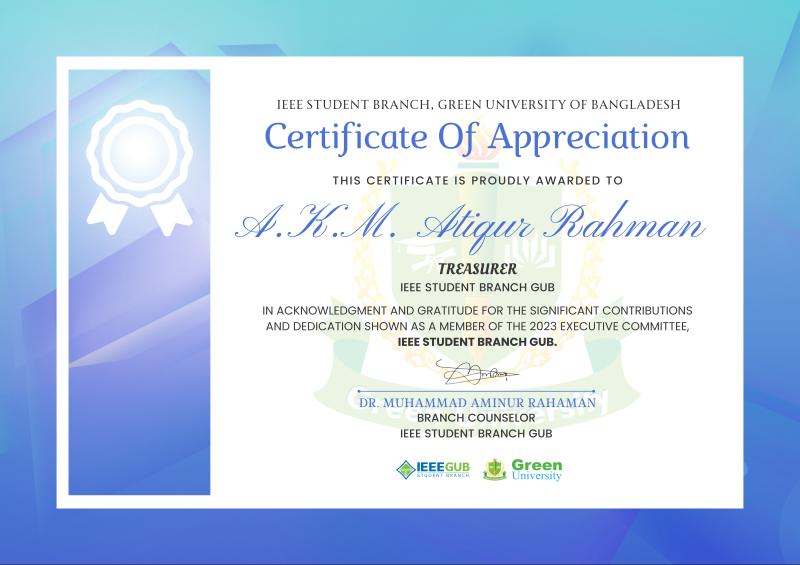 IEEE STUDENT BRANCH, GREEN UNIVERSITY OF BANGLADESH
Certificate Of Appreciation
THIS CERTIFICATE IS PROUDLY AWARDED TO
A.K.M. Atiqur Rahman
TREASURER
IEEE STUDENT BRANCH GUB
IN ACKNOWLEDGMENT AND GRATITUDE FOR THE SIGNIFICANT CONTRIBUTIONS
AND DEDICATION SHOWN AS A MEMBER OF THE 2023 EXECUTIVE COMMITTEE,
IEEE STUDENT BRANCH GUB.
DR. MUHAMMAD AMINUR RAHAMAN
BRANCH COUNSELOR
IEEE STUDENT BRANCH GUB
Green University
IEEEGUB
STUDENT BRANCH
Green
University